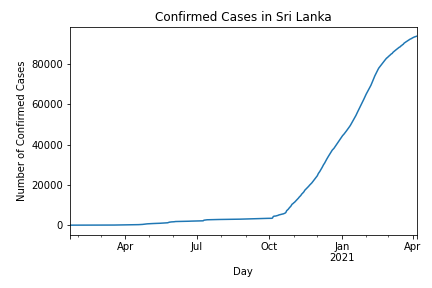 Confirmed Cases in Sri Lanka
Number of Confirmed Cases
80000
60000
40000
20000
0
Apr Jul Oct Jan Apr
2021
Day